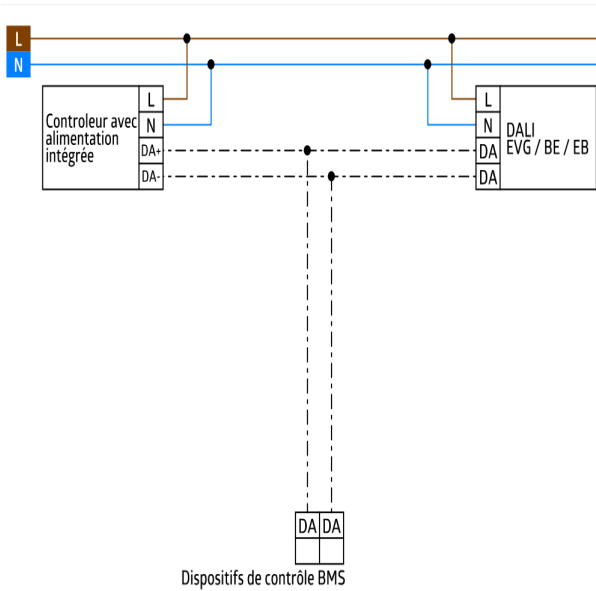 L
N
Controleur avec
alimentation
intégrée
L
N
DA+
DA-
L
N
DA
DA
DALI
EVG / BE / EB
DA DA
Dispositifs de contrôle BMS